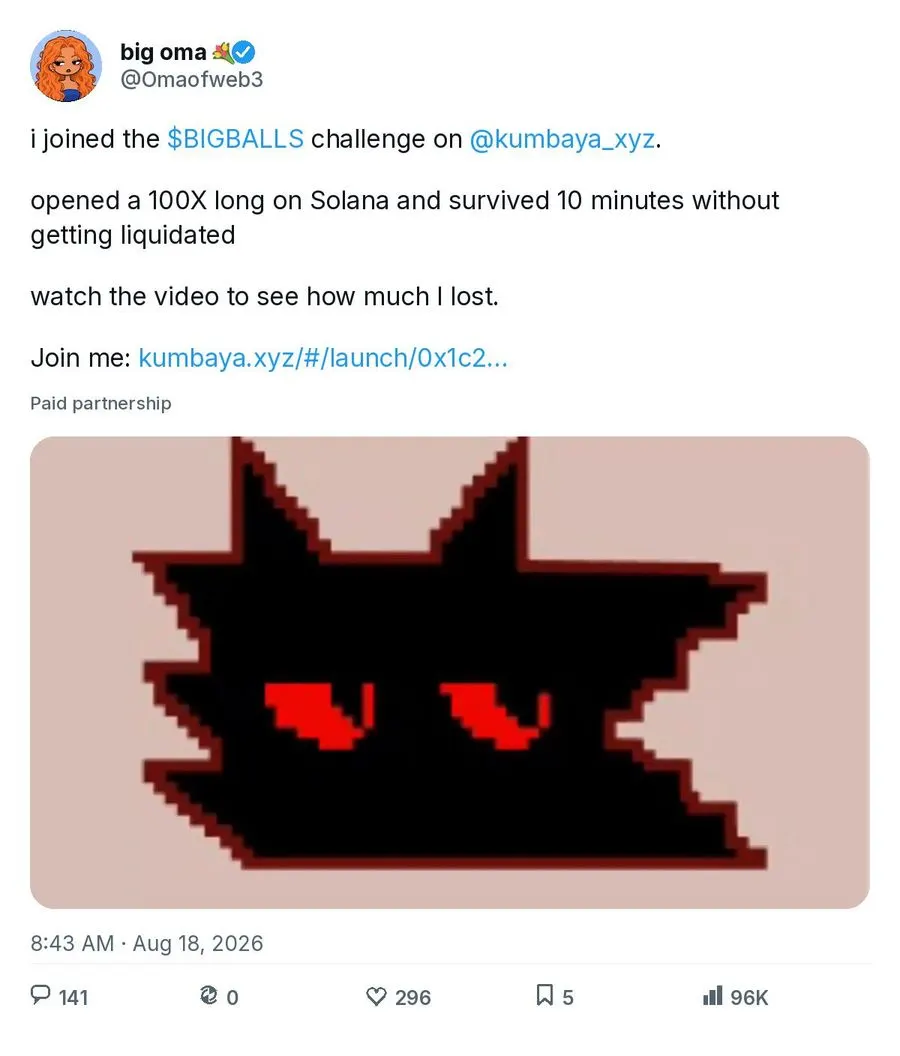 big oma
@Omaofweb3
i joined the $BIGBALLS challenge on @kumbaya_xyz.
opened a 100X long on Solana and survived 10 minutes without
getting liquidated
watch the video to see how much I lost.
Join me: kumbaya.xyz/#/launch/0x1c2...
Paid partnership
8:43 AM · Aug 18, 2026
141 0 296 5 96K